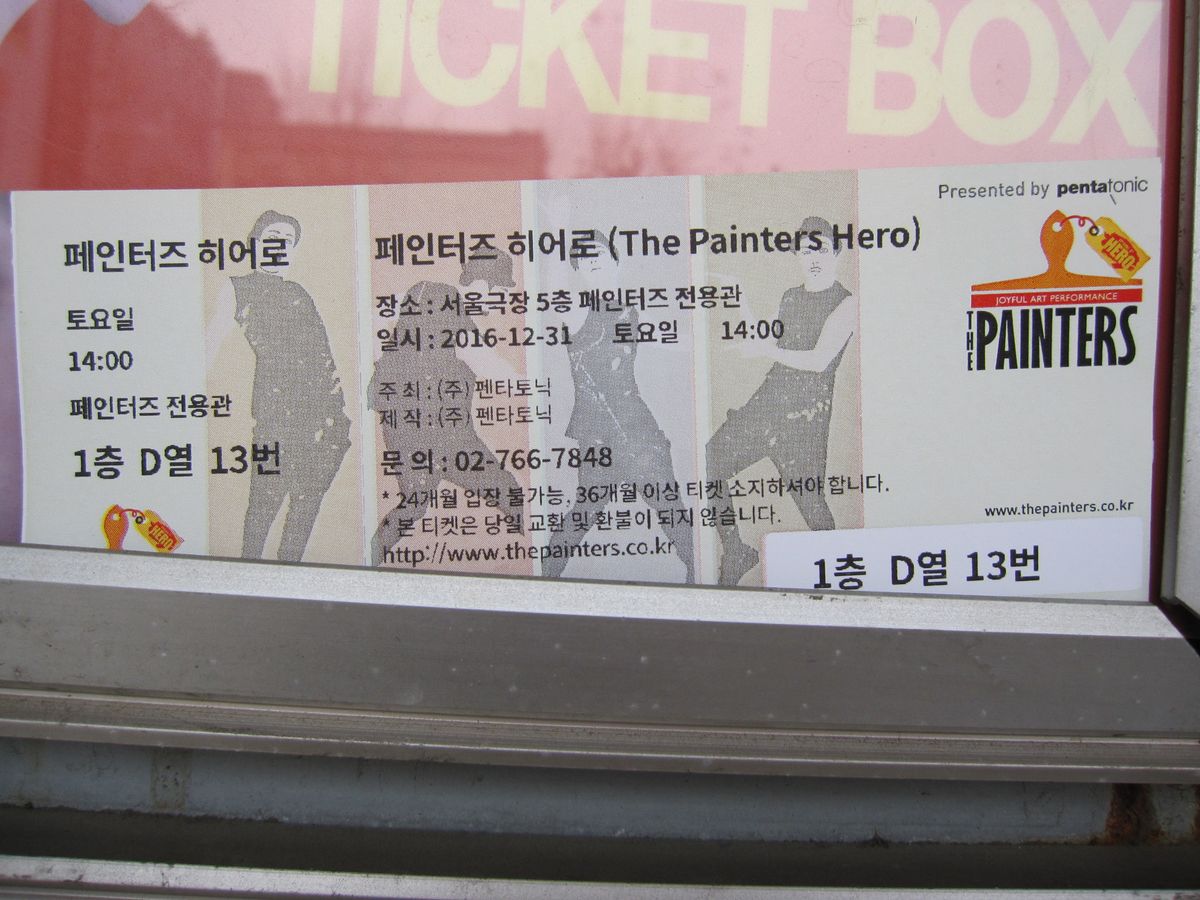 TICKET BOX
Presented by pentatonic
페인터즈 히어로
토요일
14:00
페인터즈 전용관
1층 D열 13번
HERO
페인터즈 히어로 (The Painters Hero)
장소 : 서울극장 5층 페인터즈 전용관
일시 : 2016-12-31 토요일 14:00
주 최 : (주) 펜타토닉
제 작 : (주) 펜타토닉
문 의 : 02-766-7848
* 24개월 입장 불가능, 36개월 이상 티켓 소지하셔야 합니다.
* 본 티켓은 당일 교환 및 환불이 되지 않습니다.
http://www.thepainters.co.kr
HERO
JOYFUL ART PERFORMANCE
THE PAINTERS
www.thepainters.co.kr
1층 D열 13번